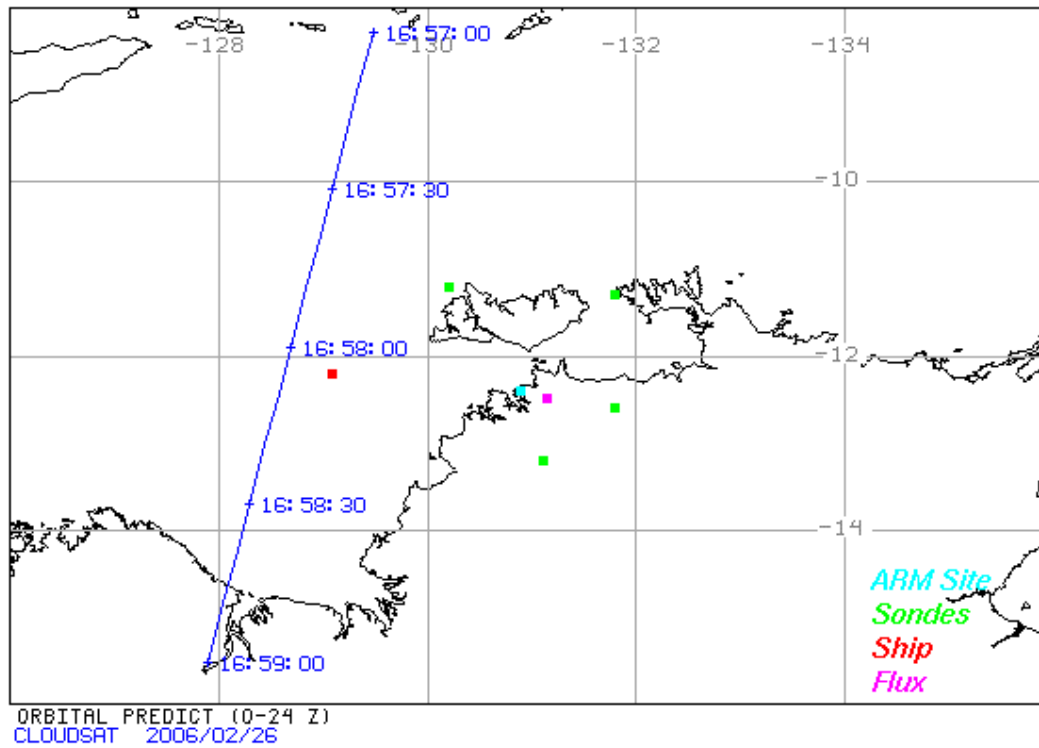 16:57:00
-128
-130
-132
-134
-10
16:57:30
16:58:00
-12
16:58:30
-14
ARM Site
Sondes
Ship
16:59:00
Flux
ORBITAL PREDICT (0-24 Z)
CLOUDSAT 2006/02/26